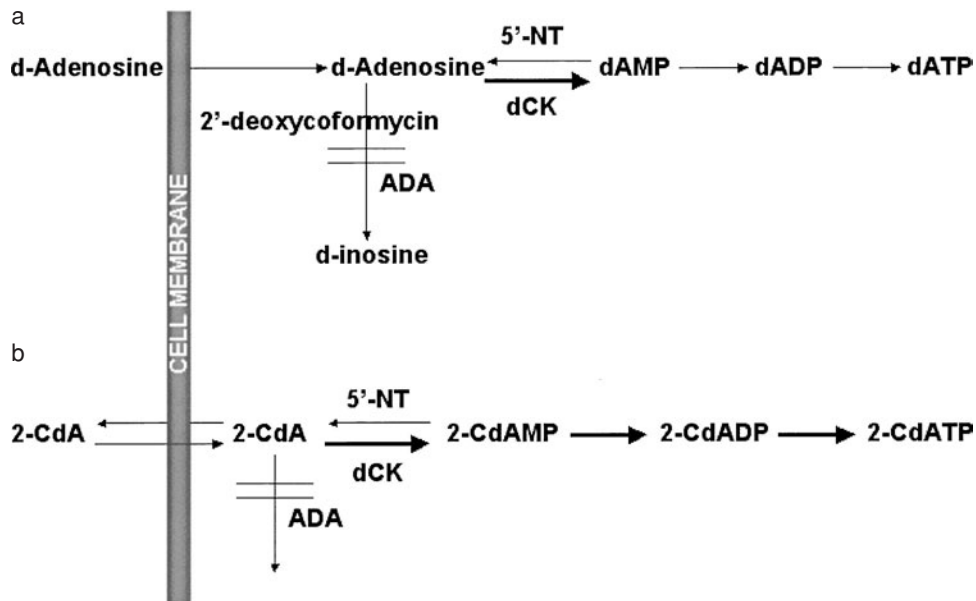 a
5'-NT
d-Adenosine d-Adenosine dAMP dADP dATP
dCK
2'-deoxycoformycin
ADA
d-inosine
CELL MEMBRANE
b
5'-NT
2-CdA 2-CdA 2-CdAMP 2-CdADP 2-CdATP
dCK
ADA